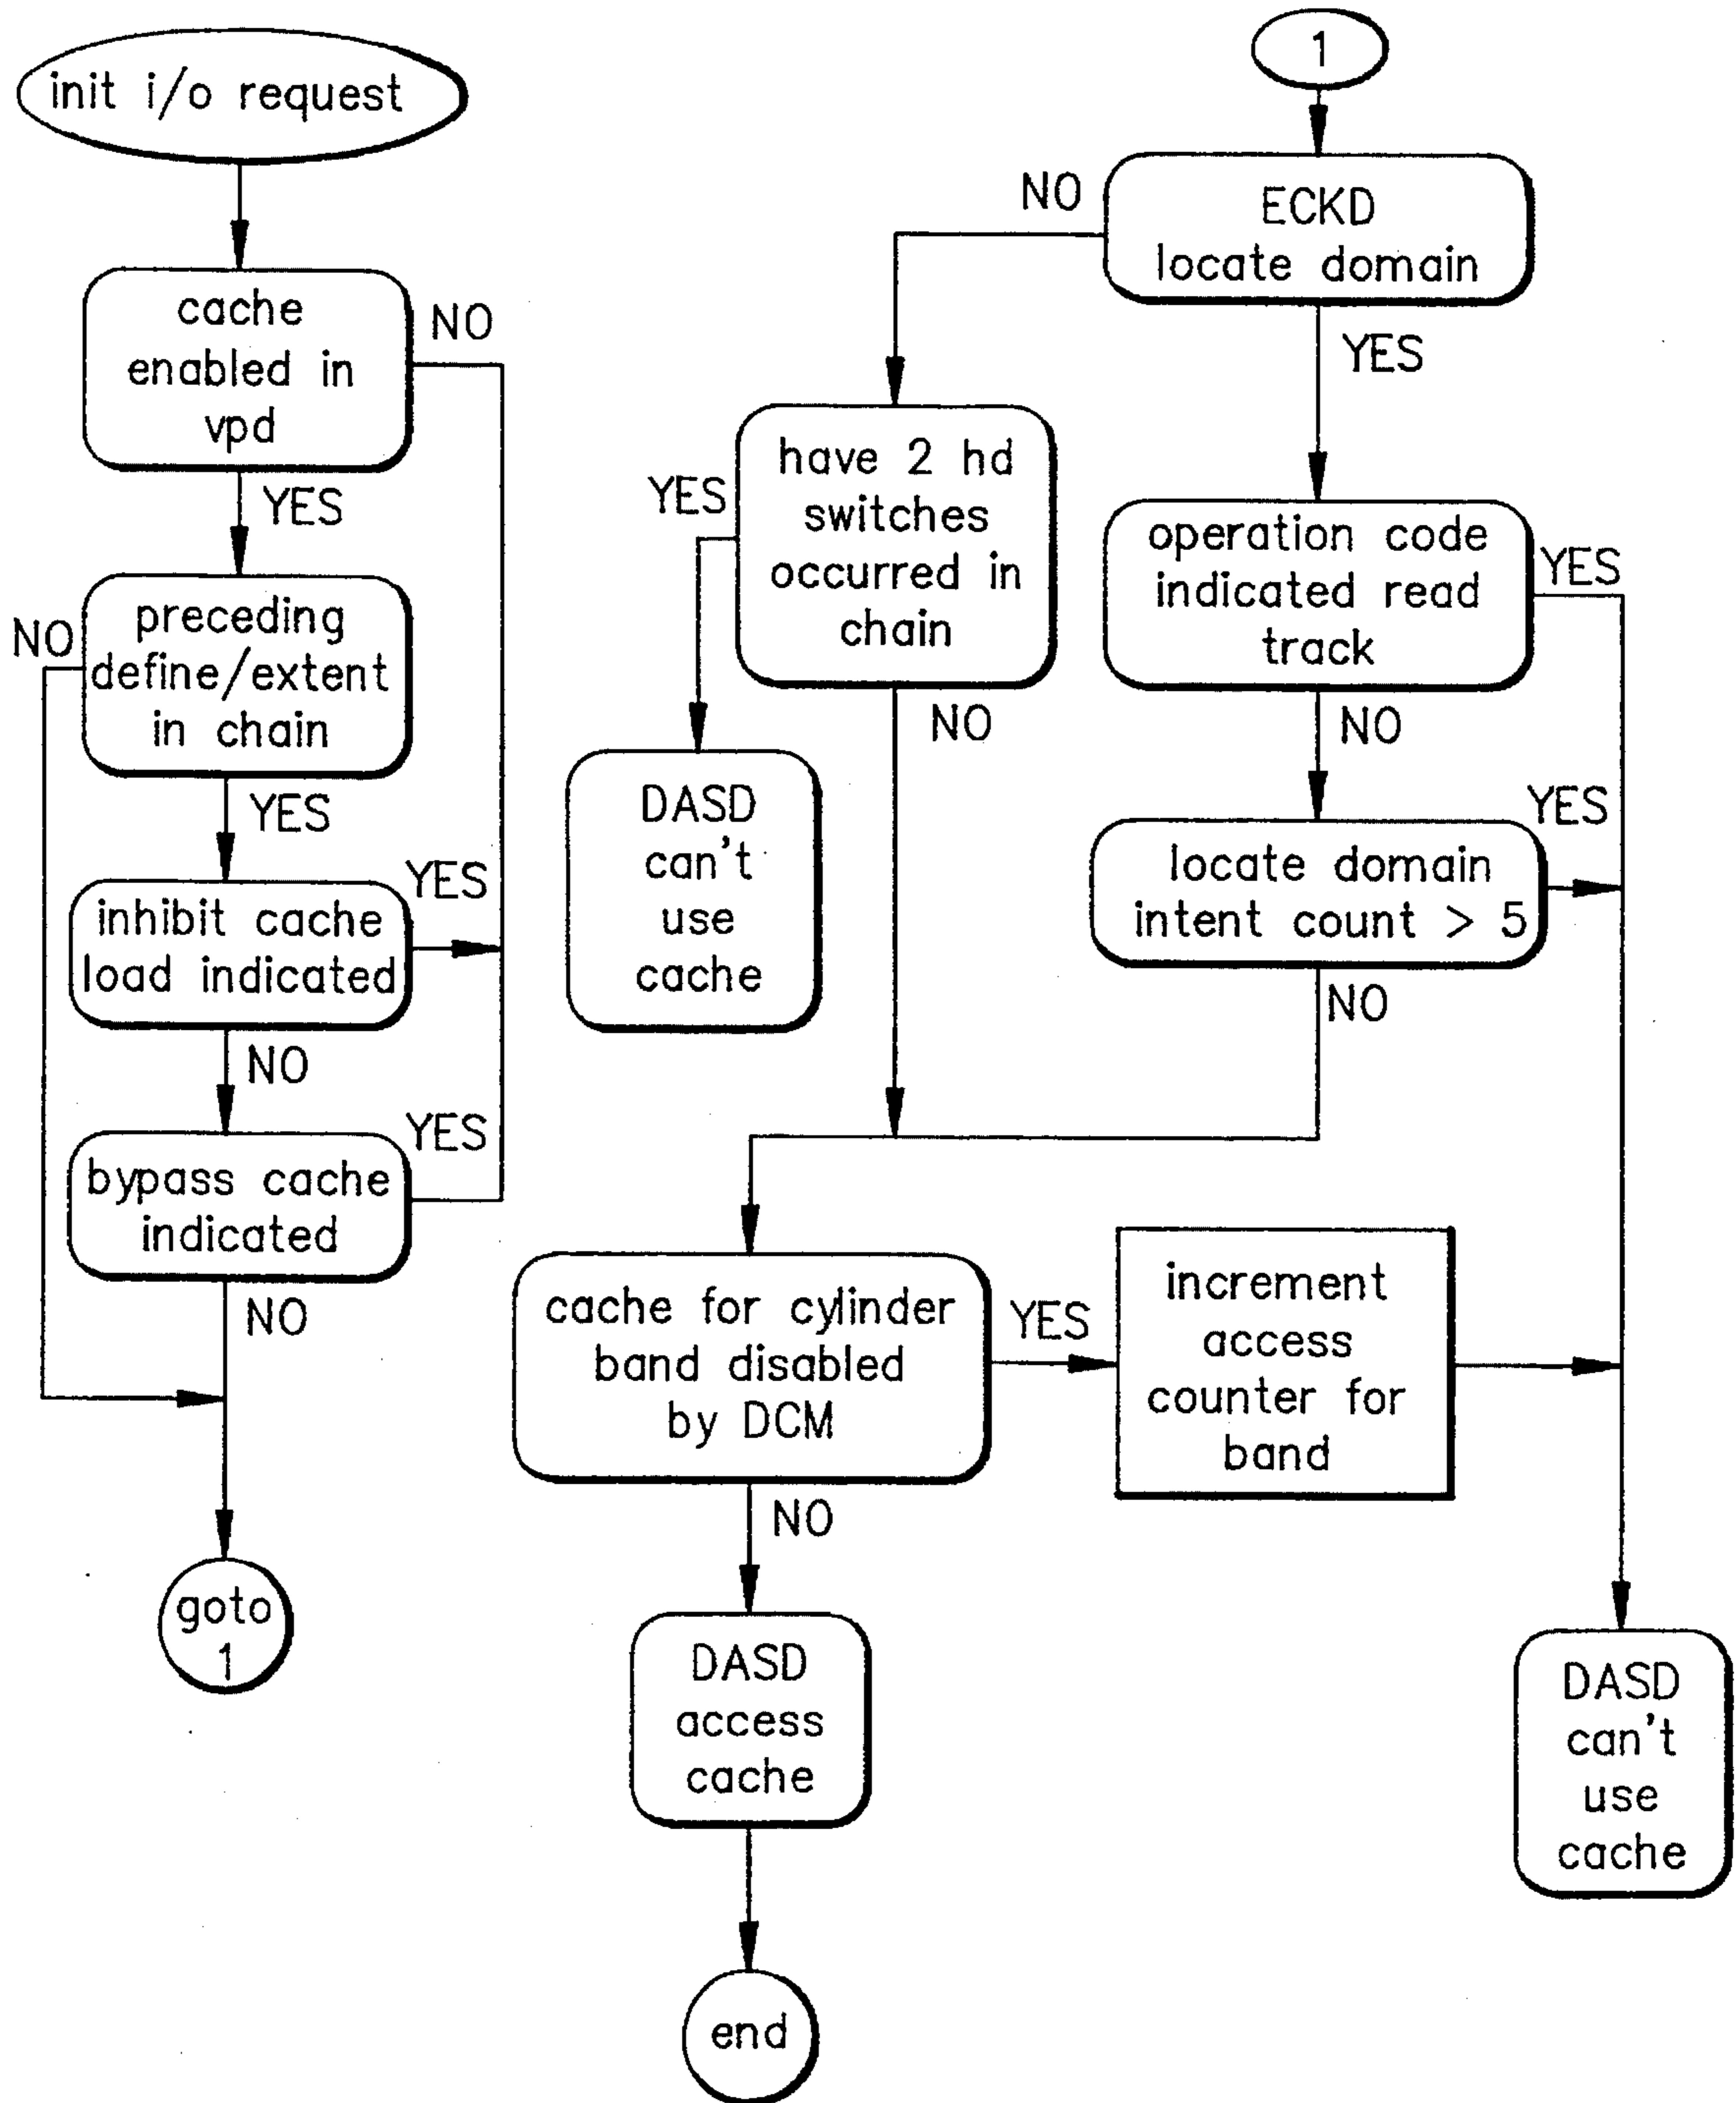 init i/o request
cache
enabled in
vpd
NO
YES
preceding
define/extent
in chain
NO
YES
inhibit cache
load indicated
YES
NO
bypass cache
indicated
YES
NO
goto
1
1
ECKD
locate domain
NO
YES
have 2 hd
switches
occurred in
chain
YES
NO
DASD
can't
use
cache
operation code
indicated read
track
YES
NO
locate domain
intent count > 5
YES
NO
cache for cylinder
band disabled
by DCM
YES
NO
increment
access
counter for
band
DASD
access
cache
end
DASD
can't
use
cache